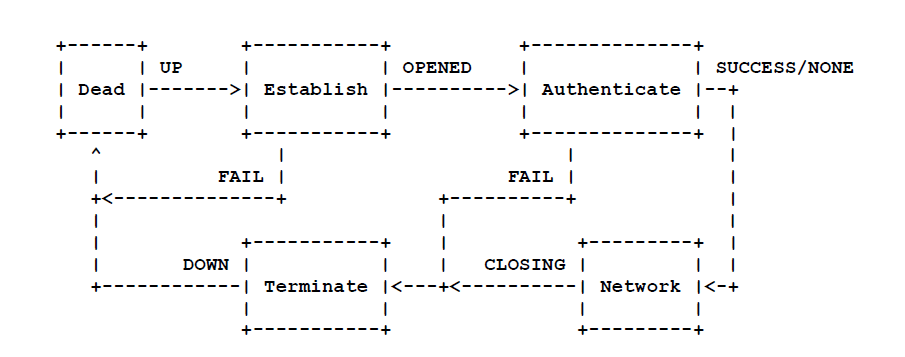 UP OPENED SUCCESS/NONE
Dead Establish Authenticate
FAIL FAIL
DOWN CLOSING
Terminate Network